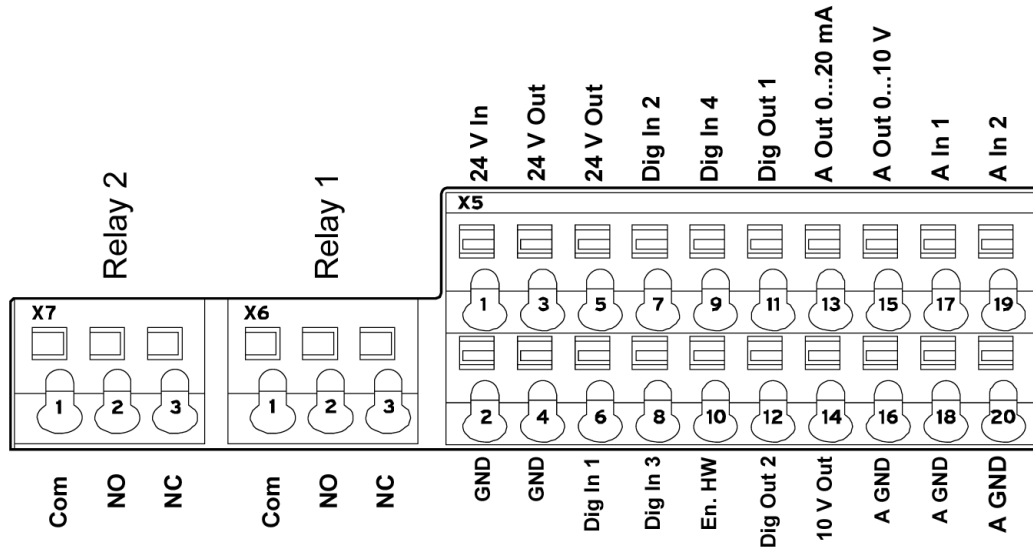 24 V In
24 V Out
24 V Out
Dig In 2
Dig In 4
Dig Out 1
A Out 0...20 mA
A Out 0...10 V
A In 1
A In 2
Relay 2
Relay 1
X5
1 3 5 7 9 11 13 15 17 19
X7
X6
1 2 3
1 2 3
2 4 6 8 10 12 14 16 18 20
Com
NO
NC
Com
NO
NC
GND
GND
Dig In 1
Dig In 3
En. HW
Dig Out 2
10 V Out
A GND
A GND
A GND